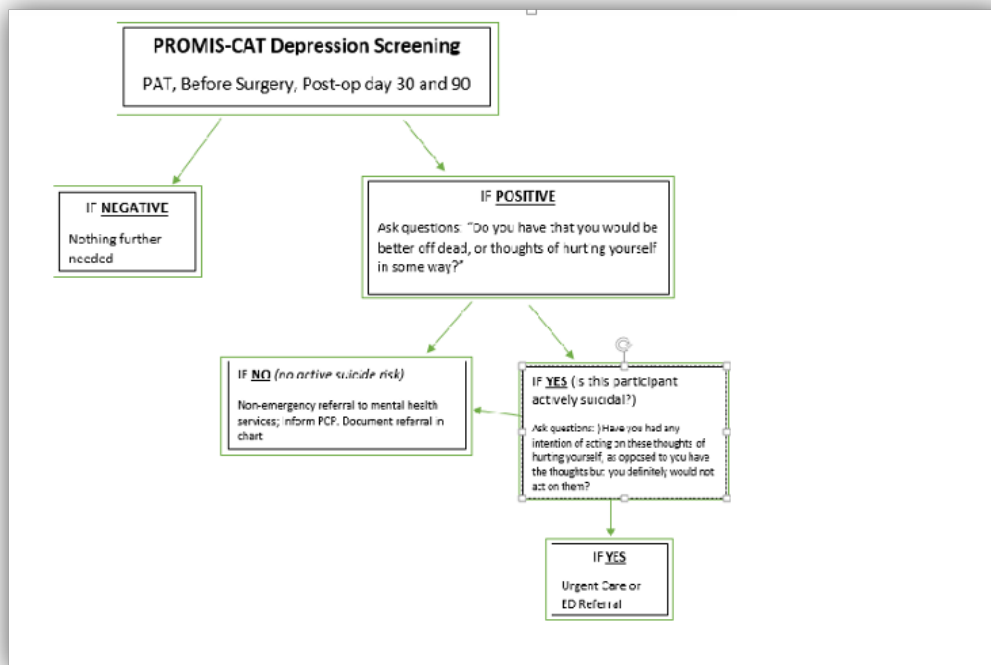 PROMIS-CAT Depression Screening
PAT, Before Surgery, Post-op day 30 and 90
IF NEGATIVE
Nothing further
needed
IF POSITIVE
Ask questions: “Do you have that you would be
better off dead, or thoughts of hurting yourself
in some way?”
IF NO (no active suicide risk)
Non-emergency referral to mental health
services; Inform PCP. Document referral in
chart
IF YES (is this participant
actively suicidal?)
Ask questions: ) Have you had any
intention of acting on these thoughts of
hurting yourself, as opposed to you have
the thoughts but you definitely would not
act on them?
IF YES
Urgent Care or
ED Referral